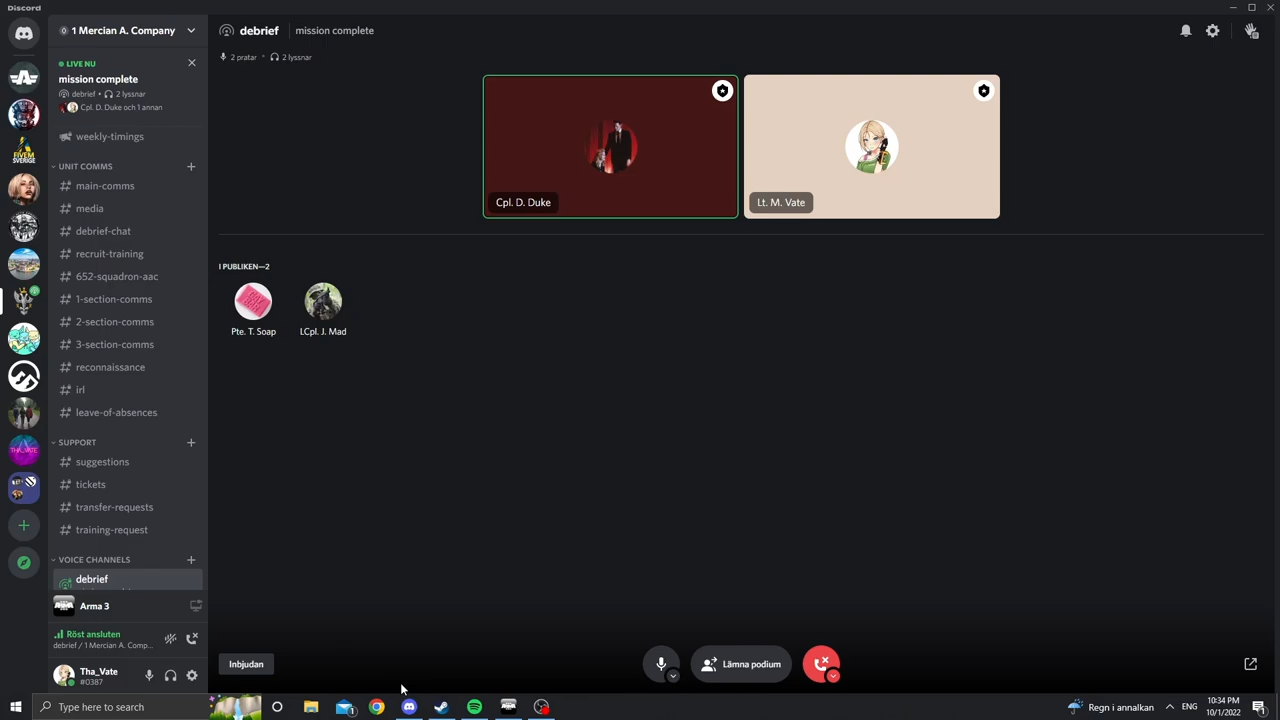 Discord
1 Mercian A. Company
debrief
mission complete
LIVE NU
mission complete
debrief • 2 lyssnar
Cpl. D. Duke och 1 annan
2 pratar • 2 lyssnar
weekly-timings
UNIT COMMS
main-comms
media
debrief-chat
recruit-training
652-squadron-aac
1-section-comms
2-section-comms
3-section-comms
reconnaissance
irl
leave-of-absences
SUPPORT
suggestions
tickets
transfer-requests
training-request
VOICE CHANNELS
debrief
Arma 3
Röst ansluten
debrief / 1 Mercian A. Comp...
Tha_Vate
#0387
Cpl. D. Duke
Lt. M. Vate
I PUBLIKEN—2
Pte. T. Soap
LCpl. J. Mad
Inbjudan
Lämna podium
Type here to search
Regn i annalkan
ENG
10:34 PM
10/1/2022